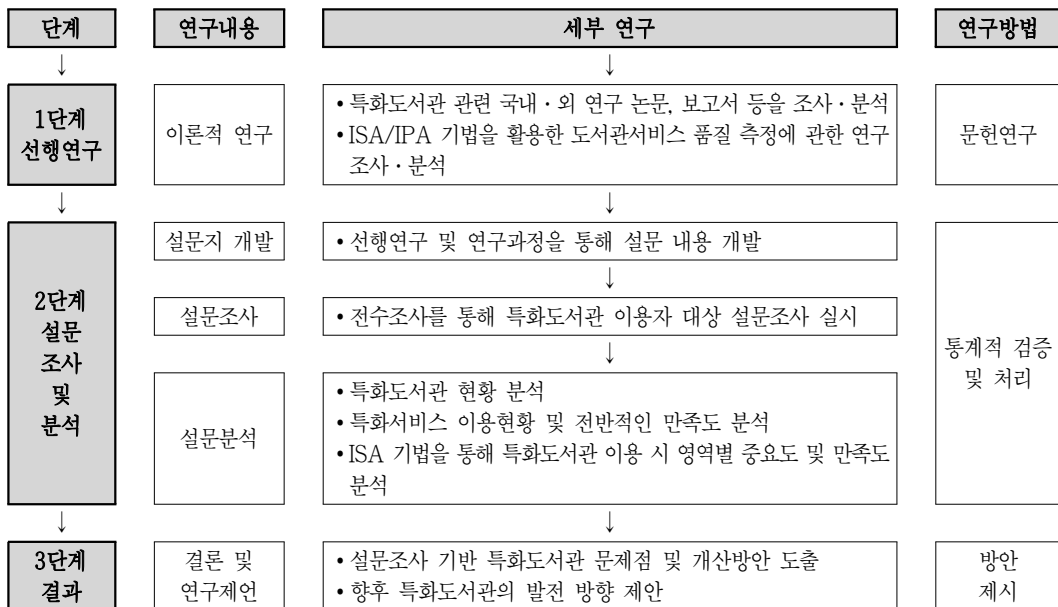 단계 연구내용 세부 연구 연구방법
↓ ↓
1단계
선행연구
이론적 연구
• 특화도서관 관련 국내·외 연구 논문, 보고서 등을 조사·분석
• ISA/IPA 기법을 활용한 도서관서비스 품질 측정에 관한 연구
조사·분석
문헌연구
↓ ↓
2단계
설문
조사
및
분석
설문지 개발
• 선행연구 및 연구과정을 통해 설문 내용 개발
↓
설문조사
• 전수조사를 통해 특화도서관 이용자 대상 설문조사 실시
↓
설문분석
• 특화도서관 현황 분석
• 특화서비스 이용현황 및 전반적인 만족도 분석
• ISA 기법을 통해 특화도서관 이용 시 영역별 중요도 및 만족도
분석
통계적 검증
및 처리
↓ ↓
3단계
결과
결론 및
연구제언
• 설문조사 기반 특화도서관 문제점 및 개산방안 도출
• 향후 특화도서관의 발전 방향 제안
방안
제시